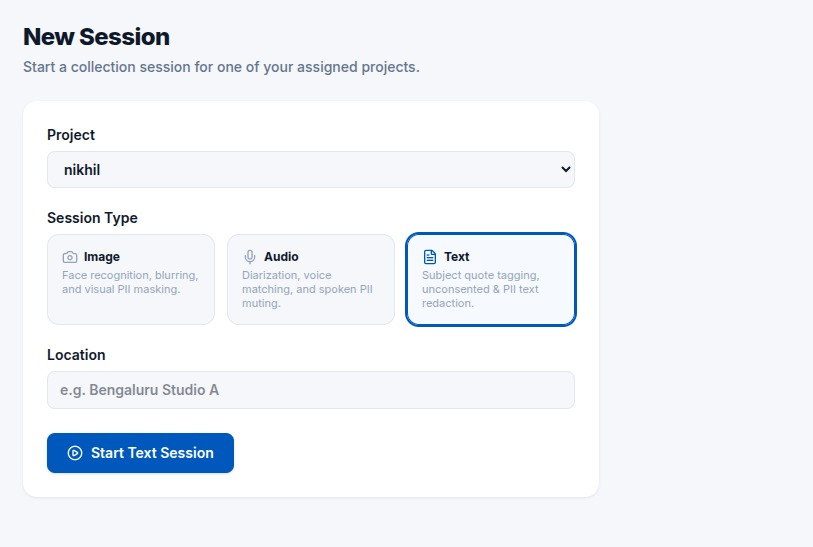 New Session
Start a collection session for one of your assigned projects.
Project
nikhil
Session Type
Image
Face recognition, blurring,
and visual PII masking.
Audio
Diarization, voice
matching, and spoken PII
muting.
Text
Subject quote tagging,
unconsented & PII text
redaction.
Location
e.g. Bengaluru Studio A
Start Text Session